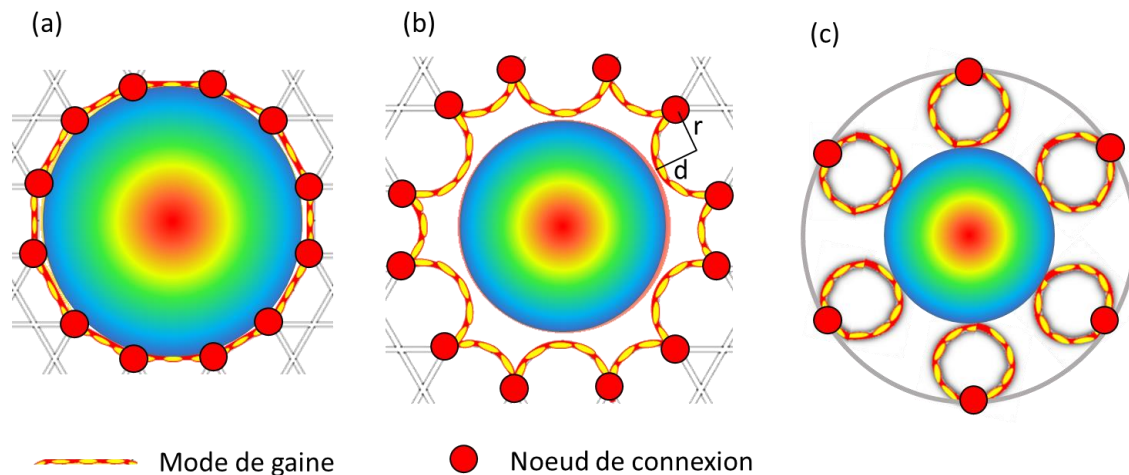 (a)
(b)
(c)
r
d
Mode de gaine
Noeud de connexion